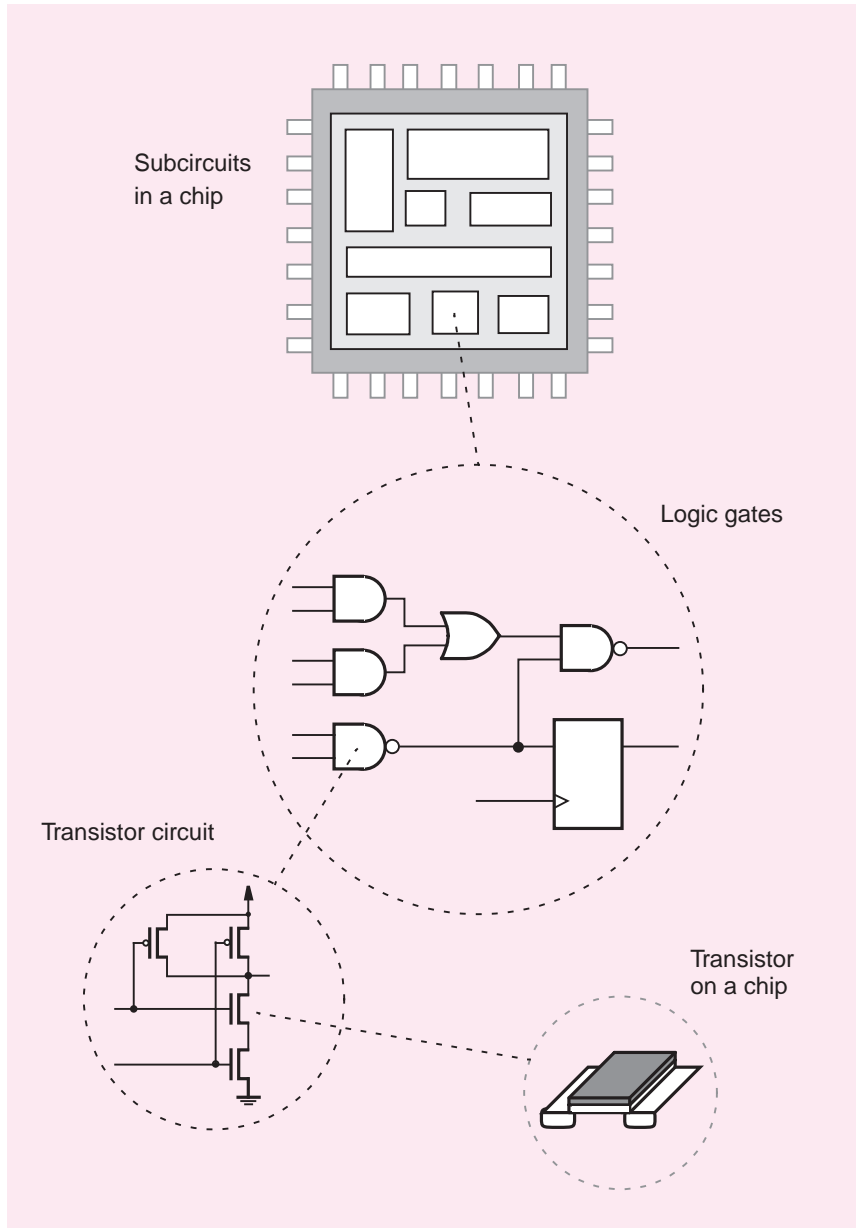 Subcircuits
in a chip
Logic gates
Transistor circuit
Transistor
on a chip